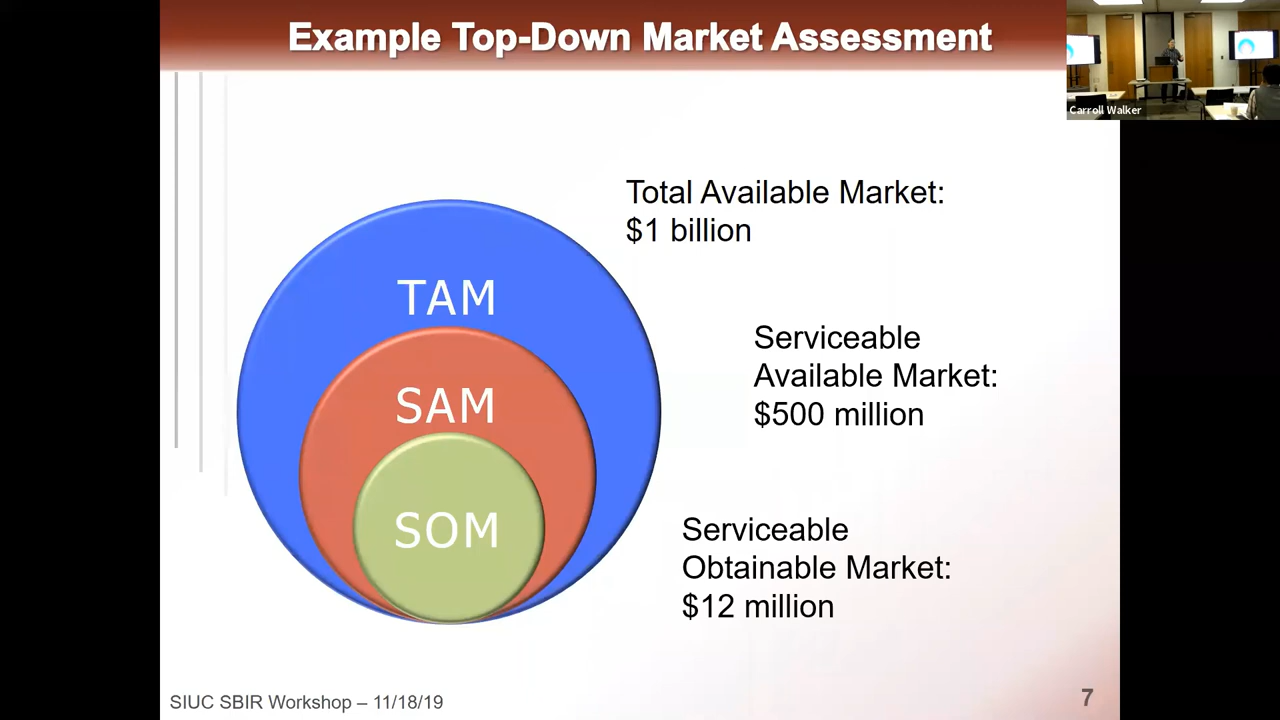 Example Top-Down Market Assessment
Carroll Walker
Total Available Market:
$1 billion
TAM
Serviceable
Available Market:
$500 million
SAM
Serviceable
Obtainable Market:
$12 million
SOM
SIUC SBIR Workshop – 11/18/19
7